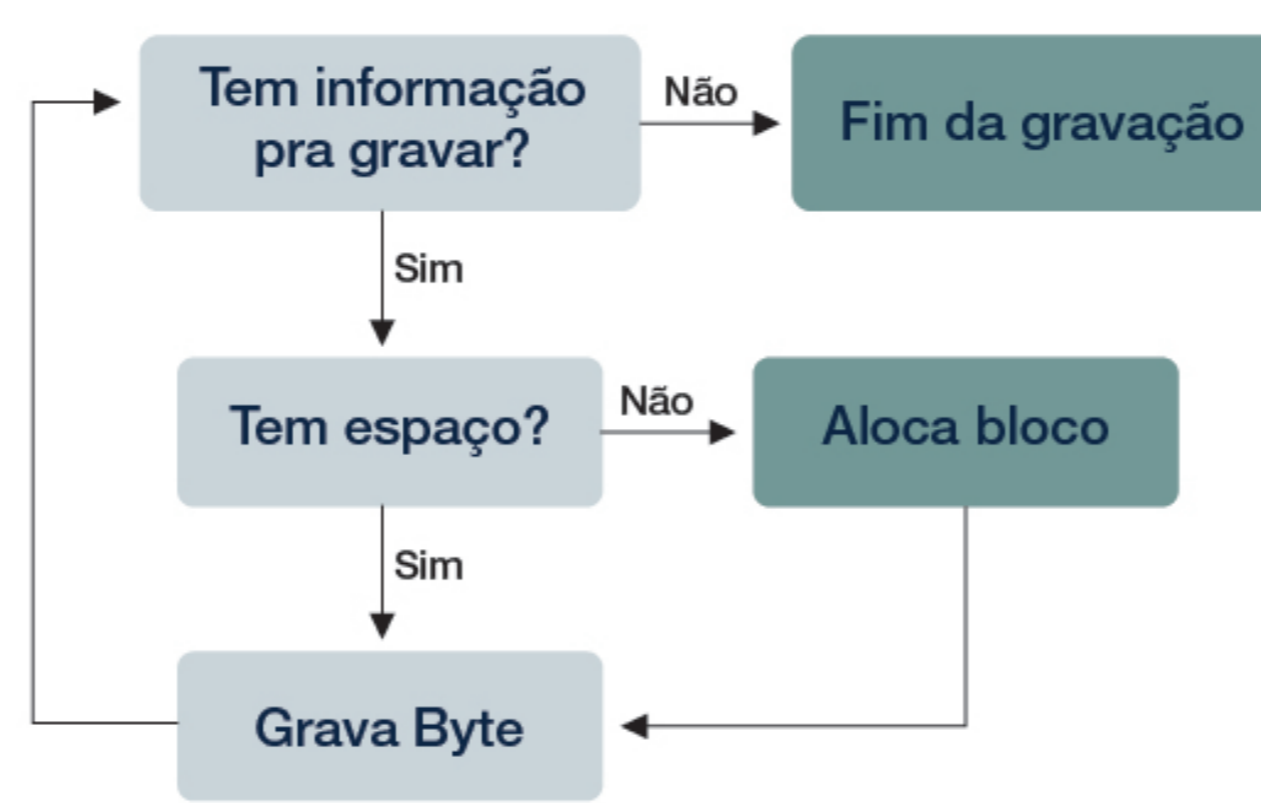 Tem informação
pra gravar?
Não
Fim da gravação
Sim
Tem espaço?
Não
Aloca bloco
Sim
Grava Byte